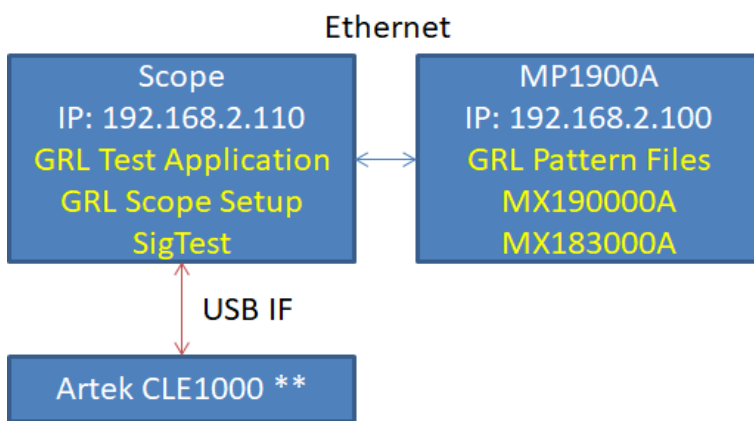 Ethernet
Scope
IP: 192.168.2.110
GRL Test Application
GRL Scope Setup
SigTest
MP1900A
IP: 192.168.2.100
GRL Pattern Files
MX190000A
MX183000A
USB IF
Artek CLE1000 **